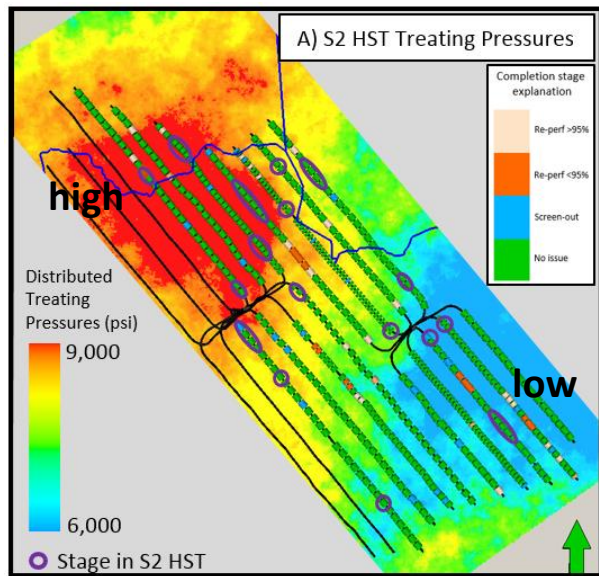 A) S2 HST Treating Pressures
Completion stage
explanation
Re-perf >95%
Re-perf <95%
Screen-out
No issue
high
Distributed
Treating
Pressures (psi)
9,000
6,000
low
Stage in S2 HST